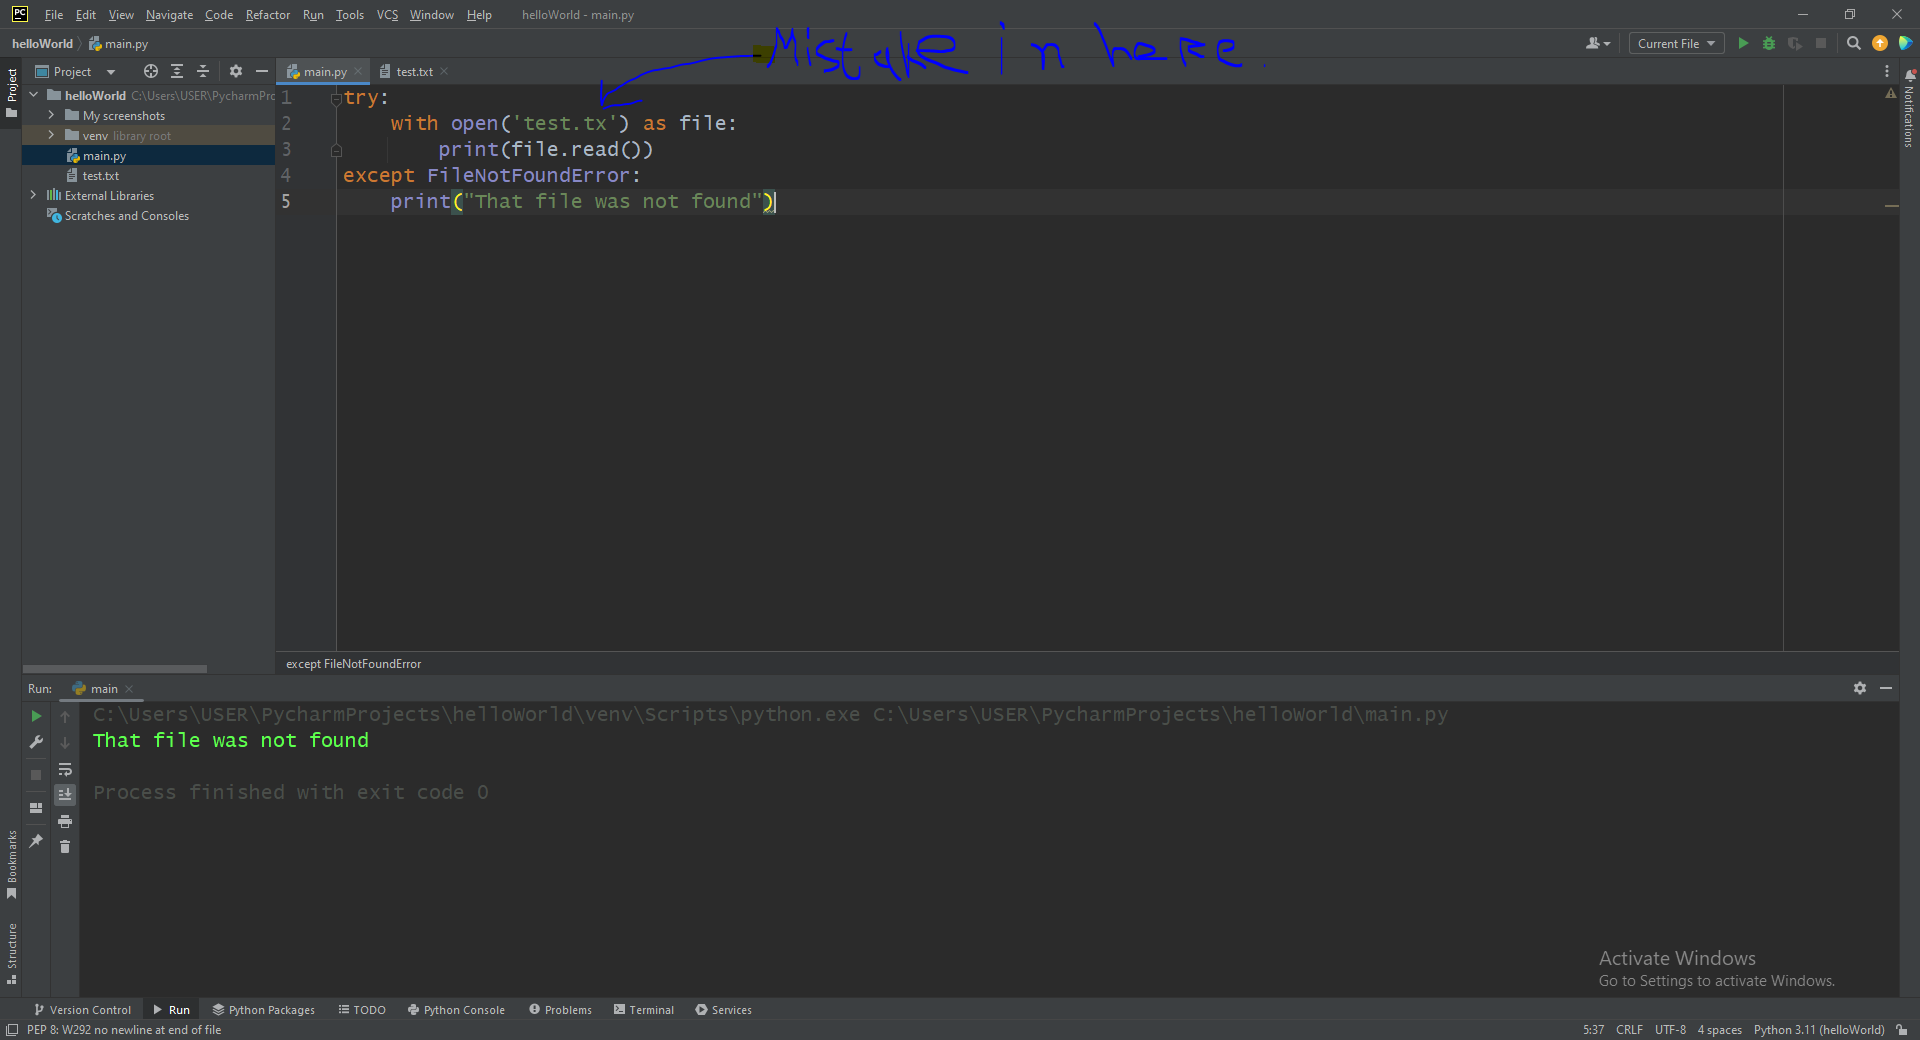 PC File Edit View Navigate Code Refactor Run Tools VCS Window Help helloWorld - main.py
helloWorld main.py
Mistake in here.
Current File
Project
main.py test.txt
Project
helloWorld C:\Users\USER\PycharmPro
My screenshots
venv library root
main.py
test.txt
External Libraries
Scratches and Consoles
1 try:
2 with open('test.tx') as file:
3 print(file.read())
4 except FileNotFoundError:
5 print("That file was not found")
Notifications
except FileNotFoundError
Run: main
C:\Users\USER\PycharmProjects\helloWorld\venv\Scripts\python.exe C:\Users\USER\PycharmProjects\helloWorld\main.py
That file was not found
Process finished with exit code 0
Bookmarks
Structure
Activate Windows
Go to Settings to activate Windows.
Version Control Run Python Packages TODO Python Console Problems Terminal Services
PEP 8: W292 no newline at end of file 5:37 CRLF UTF-8 4 spaces Python 3.11 (helloWorld)